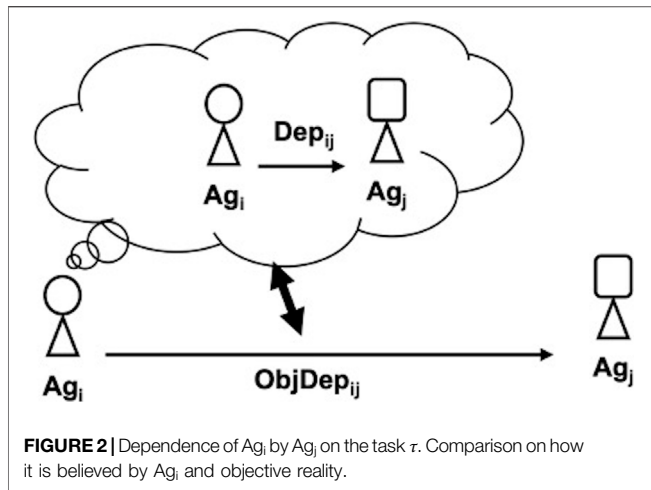 Dep_ij
Ag_i Ag_j
Ag_i ObjDep_ij Ag_j
FIGURE 2 | Dependence of Ag_i by Ag_j on the task τ. Comparison on how
it is believed by Ag_i and objective reality.